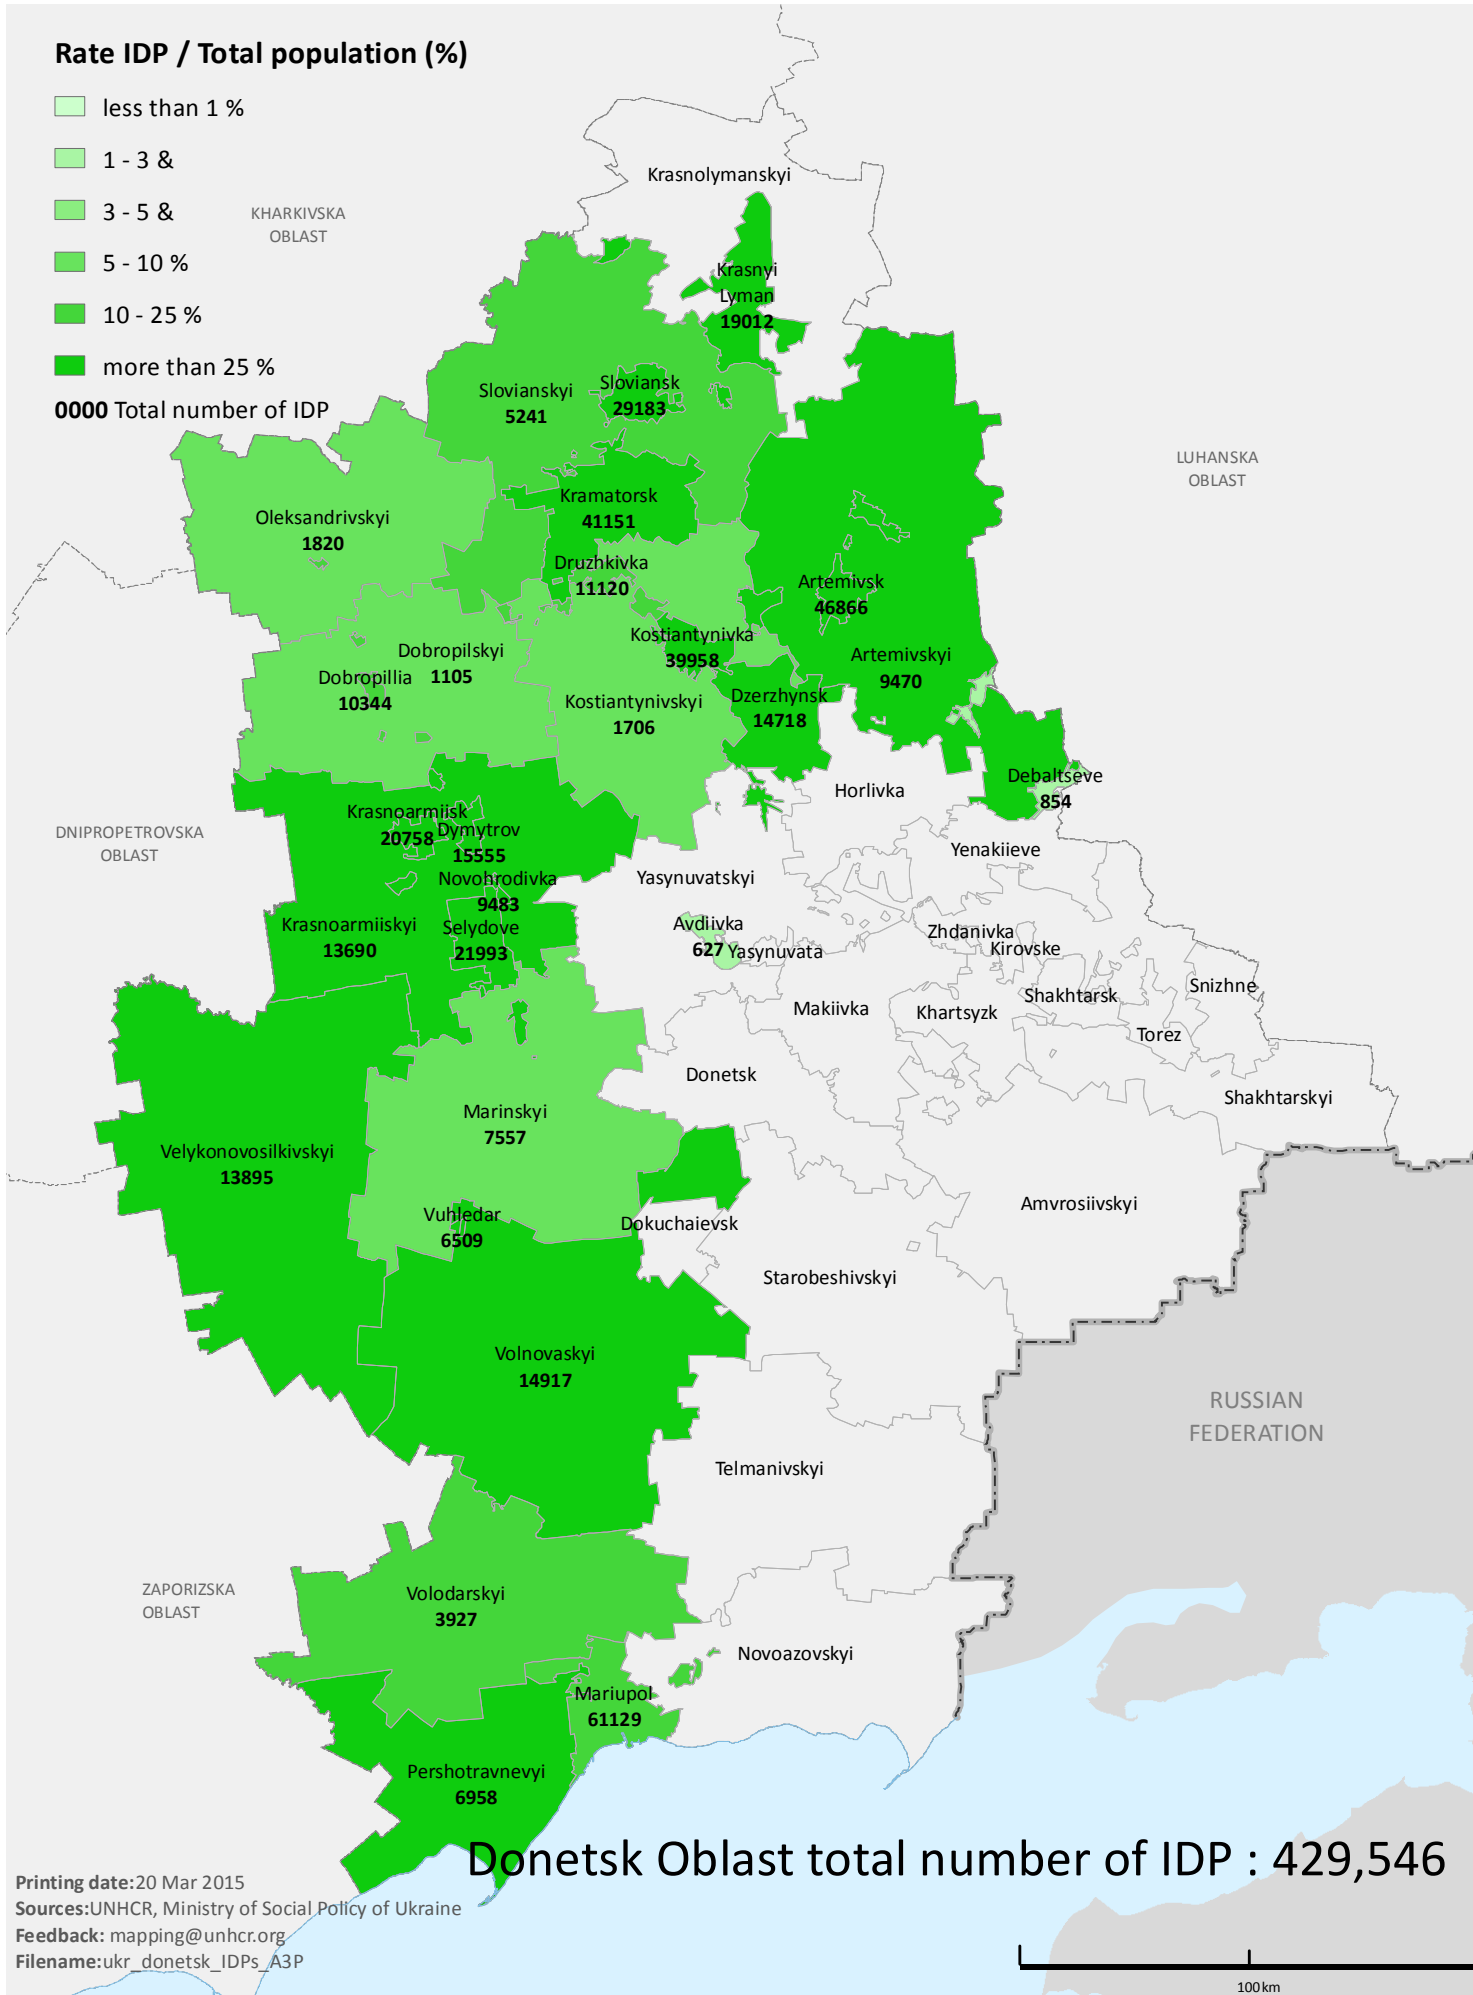 Rate IDP / Total population (%)
less than 1 %
1 - 3 &
3 - 5 &
5 - 10 %
10 - 25 %
more than 25 %
0000 Total number of IDP
KHARKIVSKA
OBLAST
Krasnolymanskyi
Krasnyi
Lyman
19012
Slovianskyi
5241
Sloviansk
29183
LUHANSKA
OBLAST
Oleksandrivskyi
1820
Kramatorsk
41151
Druzhkivka
11120
Artemivsk
46866
Kostiantynivka
39958
Artemivskyi
9470
Dobropilskyi
1105
Dobropillia
10344
Kostiantynivskyi
1706
Dzerzhynsk
14718
Debaltseve
854
Horlivka
DNIPROPETROVSKA
OBLAST
Krasnoarmiisk
20758
Dymytrov
15555
Yenakiieve
Novohrodivka
9483
Yasynuvatskyi
Krasnoarmiiskyi
13690
Selydove
21993
Avdiivka
627
Yasynuvata
Zhdanivka
Kirovske
Snizhne
Shakhtarsk
Makiivka
Khartsyzk
Torez
Donetsk
Shakhtarskyi
Marinskyi
7557
Velykonovosilkivskyi
13895
Vuhledar
6509
Dokuchaievsk
Amvrosiivskyi
Starobeshivskyi
Volnovaskyi
14917
RUSSIAN
FEDERATION
Telmanivskyi
ZAPORIZSKA
OBLAST
Volodarskyi
3927
Novoazovskyi
Mariupol
61129
Pershotravnevyi
6958
Donetsk Oblast total number of IDP : 429,546
Printing date:20 Mar 2015
Sources:UNHCR, Ministry of Social Policy of Ukraine
Feedback: mapping@unhcr.org
Filename:ukr_donetsk_IDPs_A3P
100 km